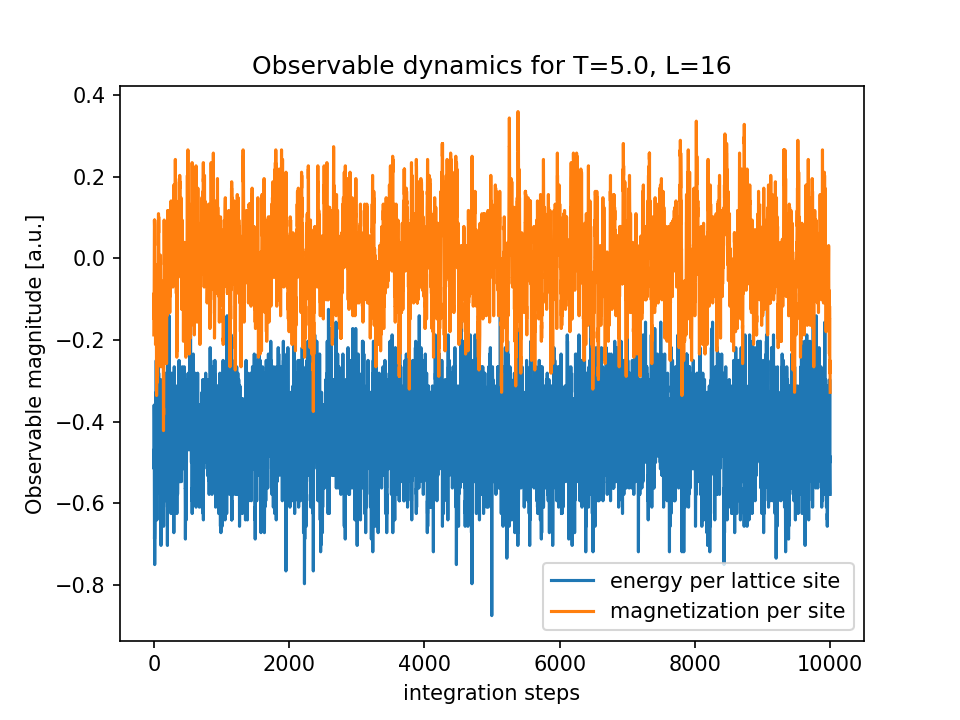 Observable dynamics for T=5.0, L=16
Observable magnitude [a.u.]
0.4
0.2
0.0
−0.2
−0.4
−0.6
−0.8
energy per lattice site
magnetization per site
0 2000 4000 6000 8000 10000
integration steps